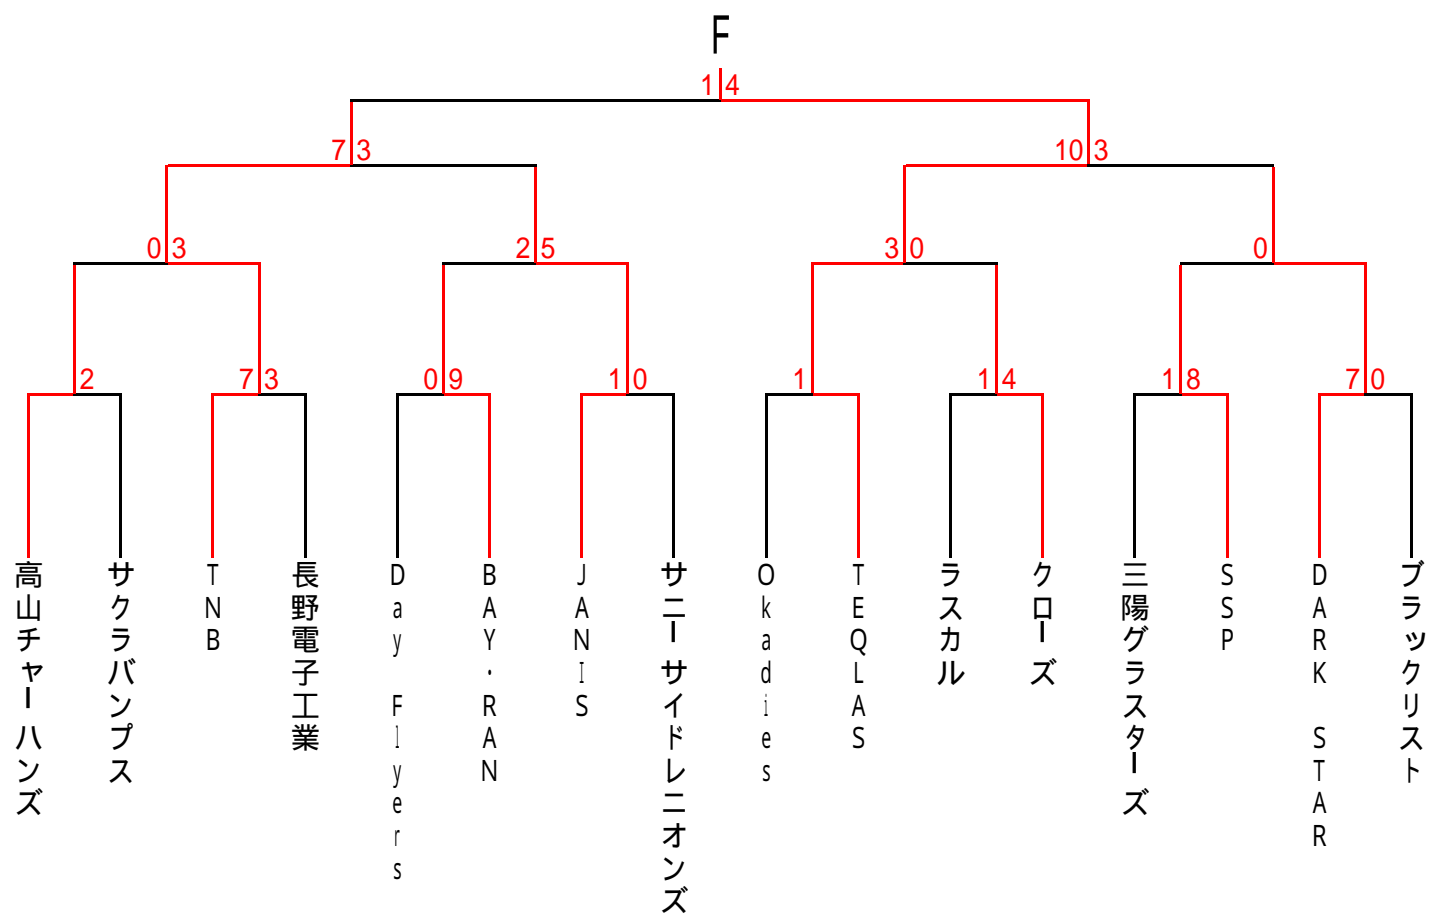 F
1 4
7 3
10 3
0 3
2 5
3 0
0
2
7 3
0 9
1 0
1
1 4
1 8
7 0
高山チャーハンズ
サクラバンプス
TNB
長野電子工業
Day Flyers
BAY・RAN
JANIS
サニーサイドレニオンズ
Okadies
TEQLAS
ラスカル
クローズ
三陽グラスターズ
SSP
DARK STAR
ブラックリスト